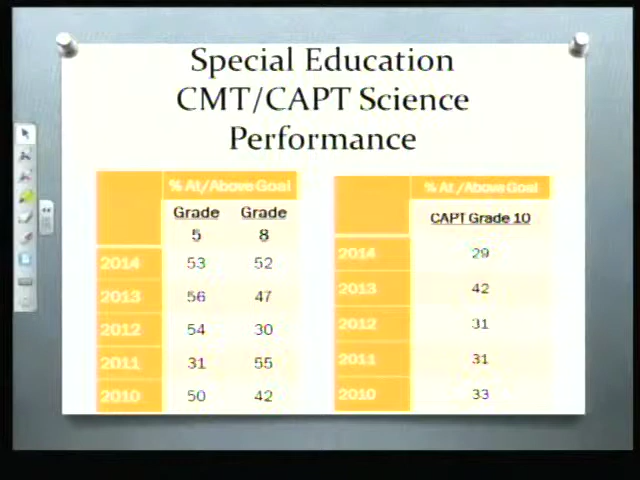 Special Education
CMT/CAPT Science
Performance
% At/Above Goal
Grade 5 Grade 8
2014 53 52
2013 56 47
2012 54 30
2011 31 55
2010 50 42
% At /Above Goal
CAPT Grade 10
2014 29
2013 42
2012 31
2011 31
2010 33